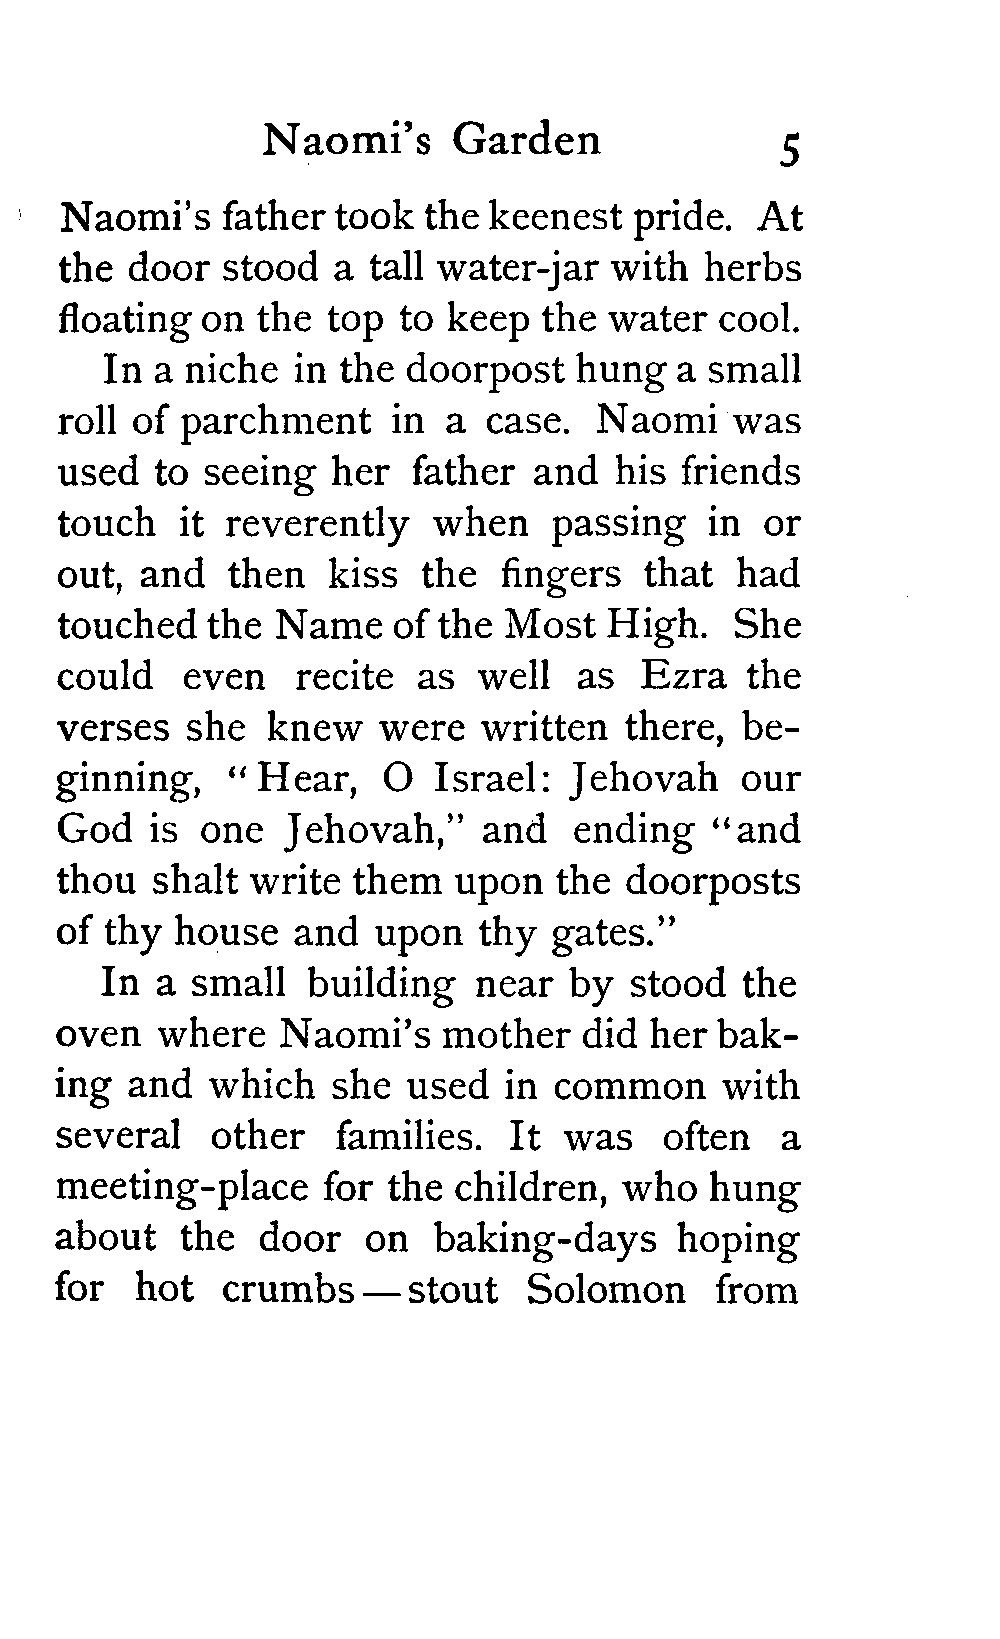 Naomi's Garden 5
Naomi's father took the keenest pride. At
the door stood a tall water-jar with herbs
floating on the top to keep the water cool.
In a niche in the doorpost hung a small
roll of parchment in a case. Naomi was
used to seeing her father and his friends
touch it reverently when passing in or
out, and then kiss the fingers that had
touched the Name of the Most High. She
could even recite as well as Ezra the
verses she knew were written there, be-
ginning, "Hear, O Israel: Jehovah our
God is one Jehovah," and ending "and
thou shalt write them upon the doorposts
of thy house and upon thy gates."
In a small building near by stood the
oven where Naomi's mother did her bak-
ing and which she used in common with
several other families. It was often a
meeting-place for the children, who hung
about the door on baking-days hoping
for hot crumbs—stout Solomon from